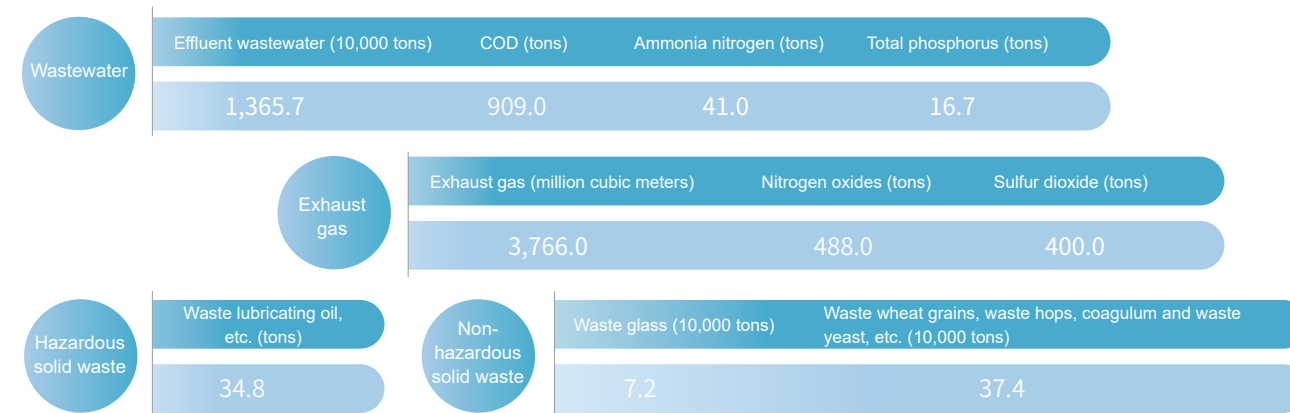 Wastewater
Effluent wastewater (10,000 tons) COD (tons) Ammonia nitrogen (tons) Total phosphorus (tons)
1,365.7 909.0 41.0 16.7
Exhaust
gas
Exhaust gas (million cubic meters) Nitrogen oxides (tons) Sulfur dioxide (tons)
3,766.0 488.0 400.0
Hazardous
solid waste
Waste lubricating oil,
etc. (tons)
34.8
Non-
hazardous
solid waste
Waste glass (10,000 tons)
Waste wheat grains, waste hops, coagulum and waste
yeast, etc. (10,000 tons)
7.2 37.4